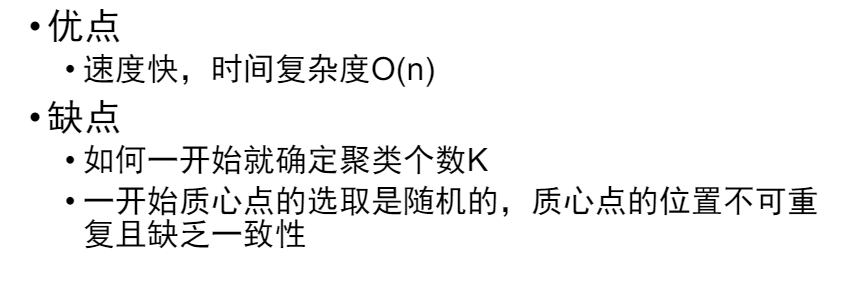 •优点
•速度快，时间复杂度O(n)
•缺点
•如何一开始就确定聚类个数K
•一开始质心点的选取是随机的，质心点的位置不可重
复且缺乏一致性